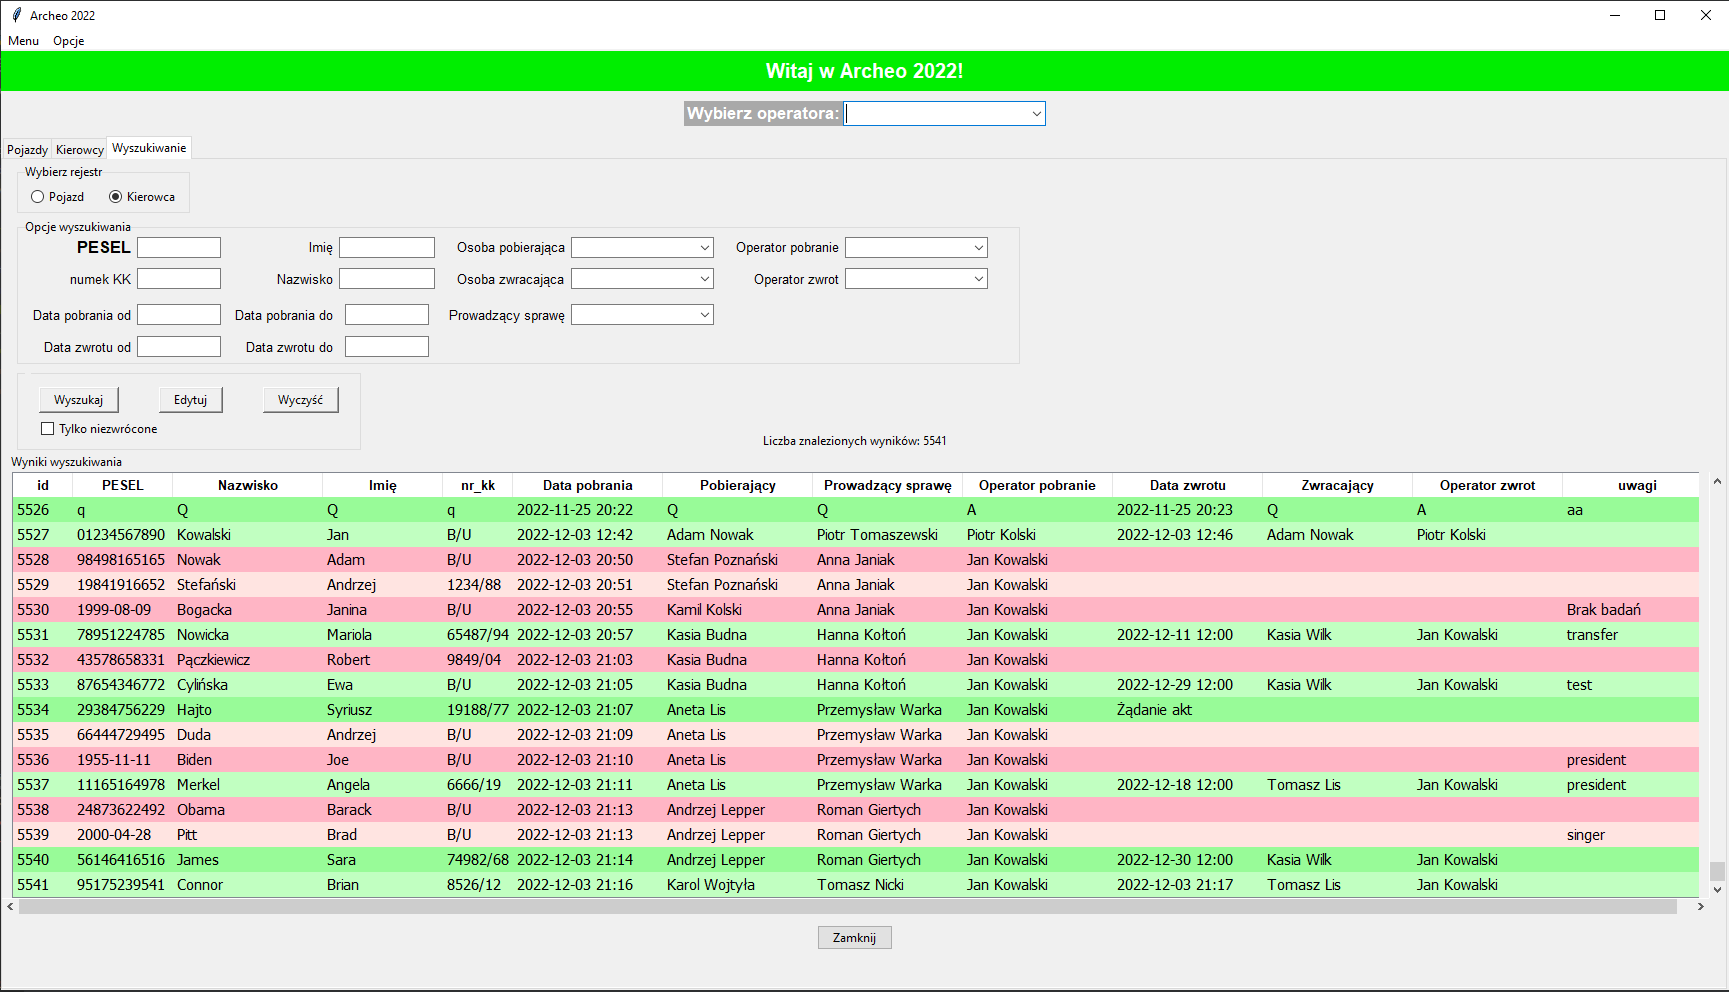 Archeo 2022
Menu Opcje
Witaj w Archeo 2022!
Wybierz operatora:
Pojazdy Kierowcy Wyszukiwanie
Wybierz rejestr
Pojazd Kierowca
Opcje wyszukiwania
PESEL Imię Osoba pobierająca Operator pobranie
numek KK Nazwisko Osoba zwracająca Operator zwrot
Data pobrania od Data pobrania do Prowadzący sprawę
Data zwrotu od Data zwrotu do
Wyszukaj Edytuj Wyczyść
Tylko niezwrócone
Liczba znalezionych wyników: 5541
Wyniki wyszukiwania
id PESEL Nazwisko Imię nr_kk Data pobrania Pobierający Prowadzący sprawę Operator pobranie Data zwrotu Zwracający Operator zwrot uwagi
5526 q Q Q q 2022-11-25 20:22 Q Q A 2022-11-25 20:23 Q A aa
5527 01234567890 Kowalski Jan B/U 2022-12-03 12:42 Adam Nowak Piotr Tomaszewski Piotr Kolski 2022-12-03 12:46 Adam Nowak Piotr Kolski
5528 98498165165 Nowak Adam B/U 2022-12-03 20:50 Stefan Poznański Anna Janiak Jan Kowalski
5529 19841916652 Stefański Andrzej 1234/88 2022-12-03 20:51 Stefan Poznański Anna Janiak Jan Kowalski
5530 1999-08-09 Bogacka Janina B/U 2022-12-03 20:55 Kamil Kolski Anna Janiak Jan Kowalski Brak badań
5531 78951224785 Nowicka Mariola 65487/94 2022-12-03 20:57 Kasia Budna Hanna Kołtoń Jan Kowalski 2022-12-11 12:00 Kasia Wilk Jan Kowalski transfer
5532 43578658331 Pączkiewicz Robert 9849/04 2022-12-03 21:03 Kasia Budna Hanna Kołtoń Jan Kowalski
5533 87654346772 Cylińska Ewa B/U 2022-12-03 21:05 Kasia Budna Hanna Kołtoń Jan Kowalski 2022-12-29 12:00 Kasia Wilk Jan Kowalski test
5534 29384756229 Hajto Syriusz 19188/77 2022-12-03 21:07 Aneta Lis Przemysław Warka Jan Kowalski Żądanie akt
5535 66444729495 Duda Andrzej B/U 2022-12-03 21:09 Aneta Lis Przemysław Warka Jan Kowalski
5536 1955-11-11 Biden Joe B/U 2022-12-03 21:10 Aneta Lis Przemysław Warka Jan Kowalski president
5537 11165164978 Merkel Angela 6666/19 2022-12-03 21:11 Aneta Lis Przemysław Warka Jan Kowalski 2022-12-18 12:00 Tomasz Lis Jan Kowalski president
5538 24873622492 Obama Barack B/U 2022-12-03 21:13 Andrzej Lepper Roman Giertych Jan Kowalski
5539 2000-04-28 Pitt Brad B/U 2022-12-03 21:13 Andrzej Lepper Roman Giertych Jan Kowalski singer
5540 56146416516 James Sara 74982/68 2022-12-03 21:14 Andrzej Lepper Roman Giertych Jan Kowalski 2022-12-30 12:00 Kasia Wilk Jan Kowalski
5541 95175239541 Connor Brian 8526/12 2022-12-03 21:16 Karol Wojtyła Tomasz Nicki Jan Kowalski 2022-12-03 21:17 Tomasz Lis Jan Kowalski
Zamknij